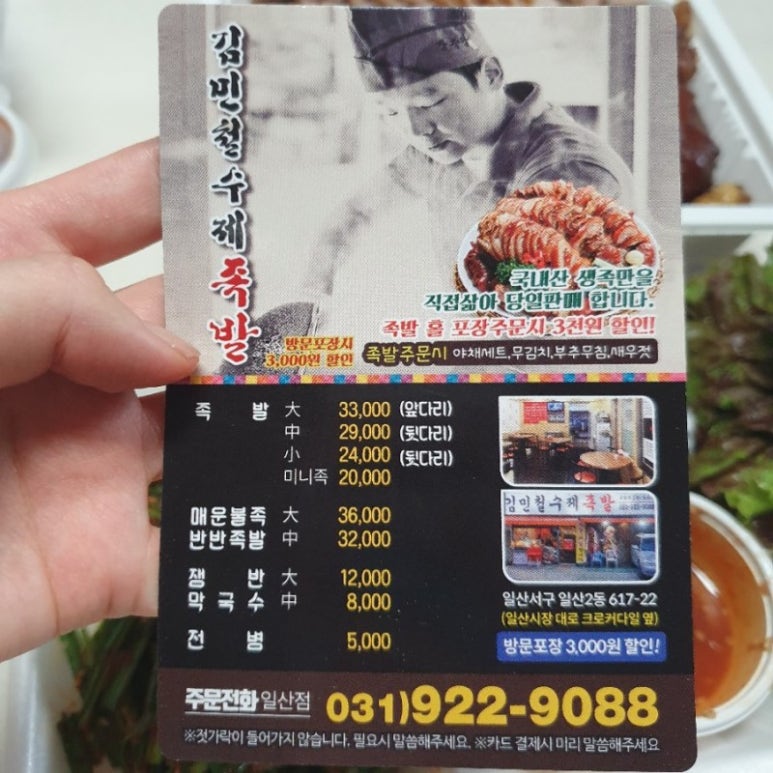 김민철수제족발
국내산 생족만을
직접삶아 당일판매 합니다.
족발 홀 포장주문시 3천원 할인!
방문포장시
3,000원 할인
족발주문시 야채세트,무김치,부추무침,새우젓
족 발 大 33,000 (앞다리)
中 29,000 (뒷다리)
小 24,000 (뒷다리)
미니족 20,000
매운불족 大 36,000
반반족발 中 32,000
쟁 반 大 12,000
막국수 中 8,000
전 병 5,000
김민철수제족발
일산서구 일산2동 617-22
(일산시장 대로 크로커다일 옆)
방문포장 3,000원 할인!
주문전화 일산점 031)922-9088
※젓가락이 들어가지 않습니다. 필요시 말씀해주세요. ※카드 결제시 미리 말씀해주세요